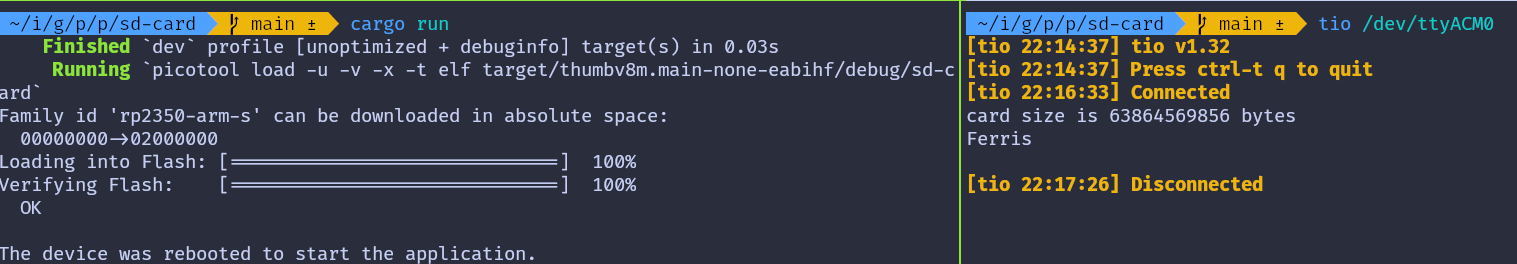 ~/i/g/p/p/sd-card main ± cargo run
Finished `dev` profile [unoptimized + debuginfo] target(s) in 0.03s
Running `picotool load -u -v -x -t elf target/thumbv8m.main-none-eabihf/debug/sd-c
ard`
Family id 'rp2350-arm-s' can be downloaded in absolute space:
00000000->02000000
Loading into Flash: [==============================] 100%
Verifying Flash: [==============================] 100%
OK
The device was rebooted to start the application.
~/i/g/p/p/sd-card main ± tio /dev/ttyACM0
[tio 22:14:37] tio v1.32
[tio 22:14:37] Press ctrl-t q to quit
[tio 22:16:33] Connected
card size is 63864569856 bytes
Ferris
[tio 22:17:26] Disconnected